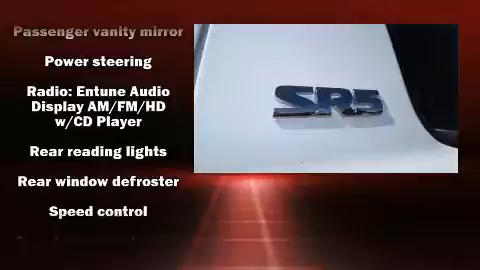 Passenger vanity mirror
Power steering
Radio: Entune Audio
Display AM/FM/HD
w/CD Player
Rear reading lights
Rear window defroster
Speed control
SR5